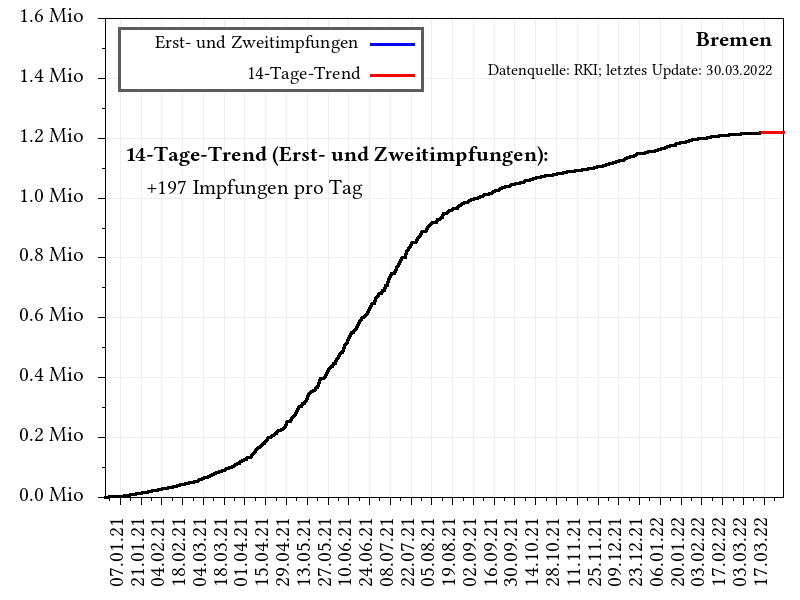 1.6 Mio
1.4 Mio
1.2 Mio
1.0 Mio
0.8 Mio
0.6 Mio
0.4 Mio
0.2 Mio
0.0 Mio
Erst- und Zweitimpfungen
14-Tage-Trend
Bremen
Datenquelle: RKI; letztes Update: 30.03.2022
14-Tage-Trend (Erst- und Zweitimpfungen):
+197 Impfungen pro Tag
07.01.21
21.01.21
04.02.21
18.02.21
04.03.21
18.03.21
01.04.21
15.04.21
29.04.21
13.05.21
27.05.21
10.06.21
24.06.21
08.07.21
22.07.21
05.08.21
19.08.21
02.09.21
16.09.21
30.09.21
14.10.21
28.10.21
11.11.21
25.11.21
09.12.21
23.12.21
06.01.22
20.01.22
03.02.22
17.02.22
03.03.22
17.03.22